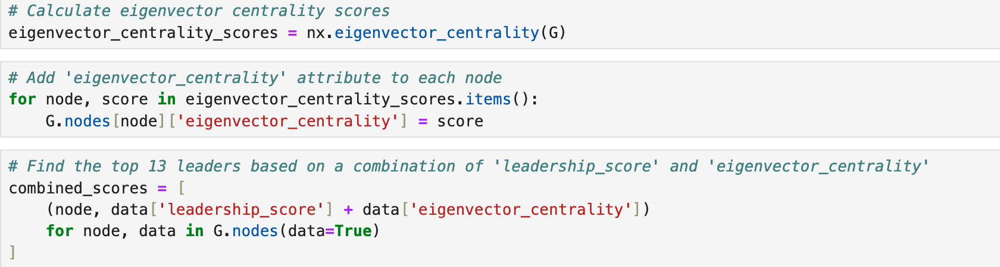 # Calculate eigenvector centrality scores
eigenvector_centrality_scores = nx.eigenvector_centrality(G)
# Add 'eigenvector_centrality' attribute to each node
for node, score in eigenvector_centrality_scores.items():
    G.nodes[node]['eigenvector_centrality'] = score
# Find the top 13 leaders based on a combination of 'leadership_score' and 'eigenvector_centrality'
combined_scores = [
    (node, data['leadership_score'] + data['eigenvector_centrality'])
    for node, data in G.nodes(data=True)
]